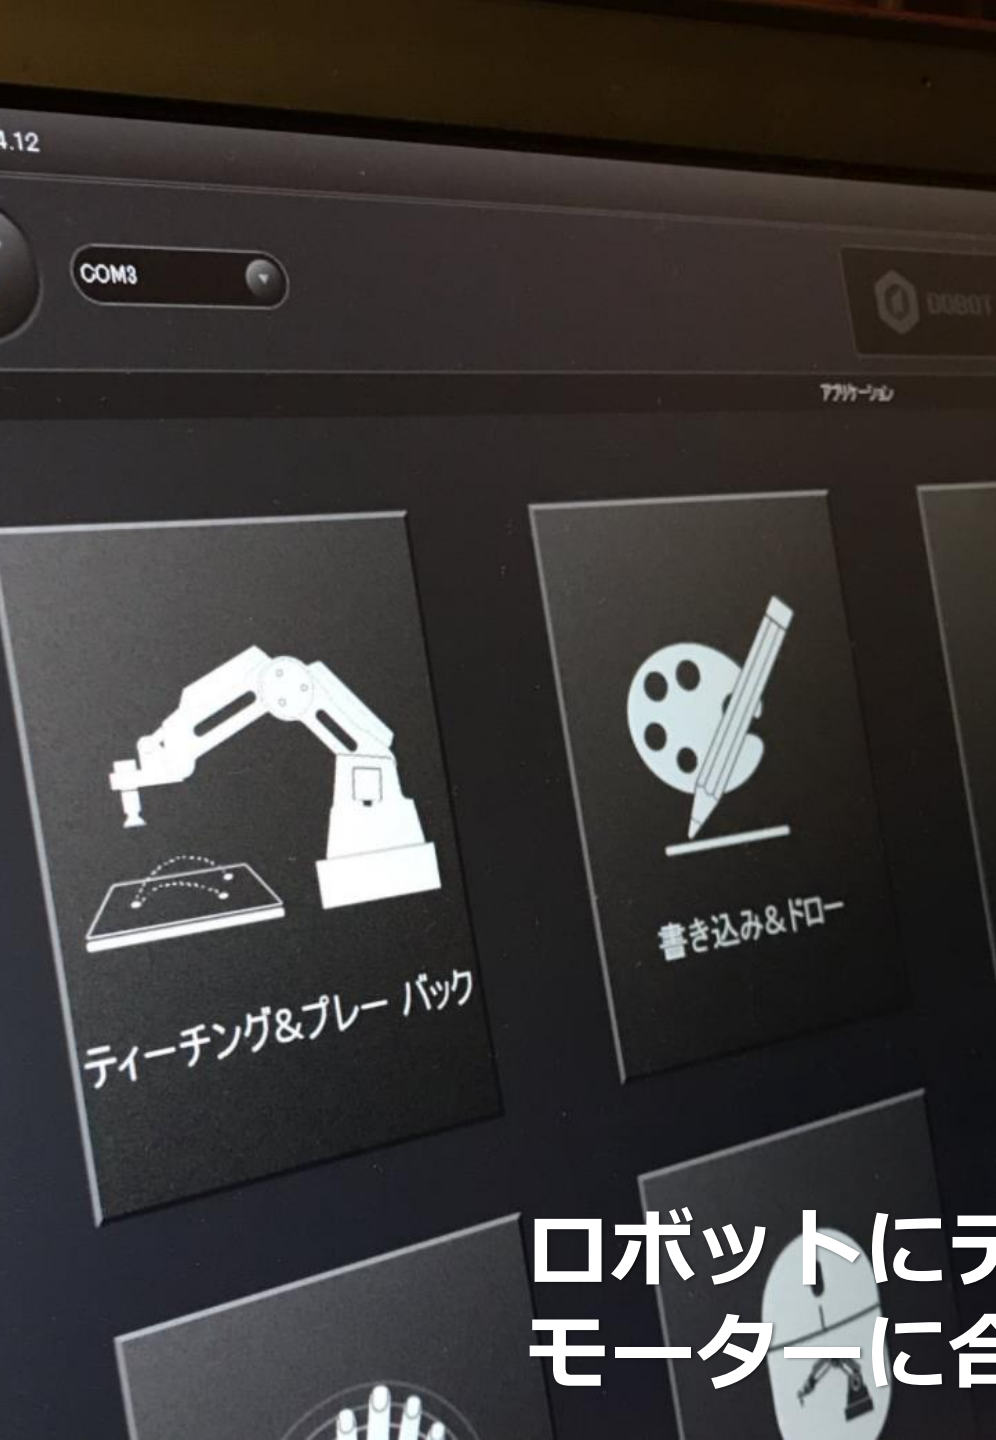 4.12
COM3
DOBOT
アプリケーション
ティーチング&プレー バック
書き込み&ドロー
ロボットにテ
モーターに合